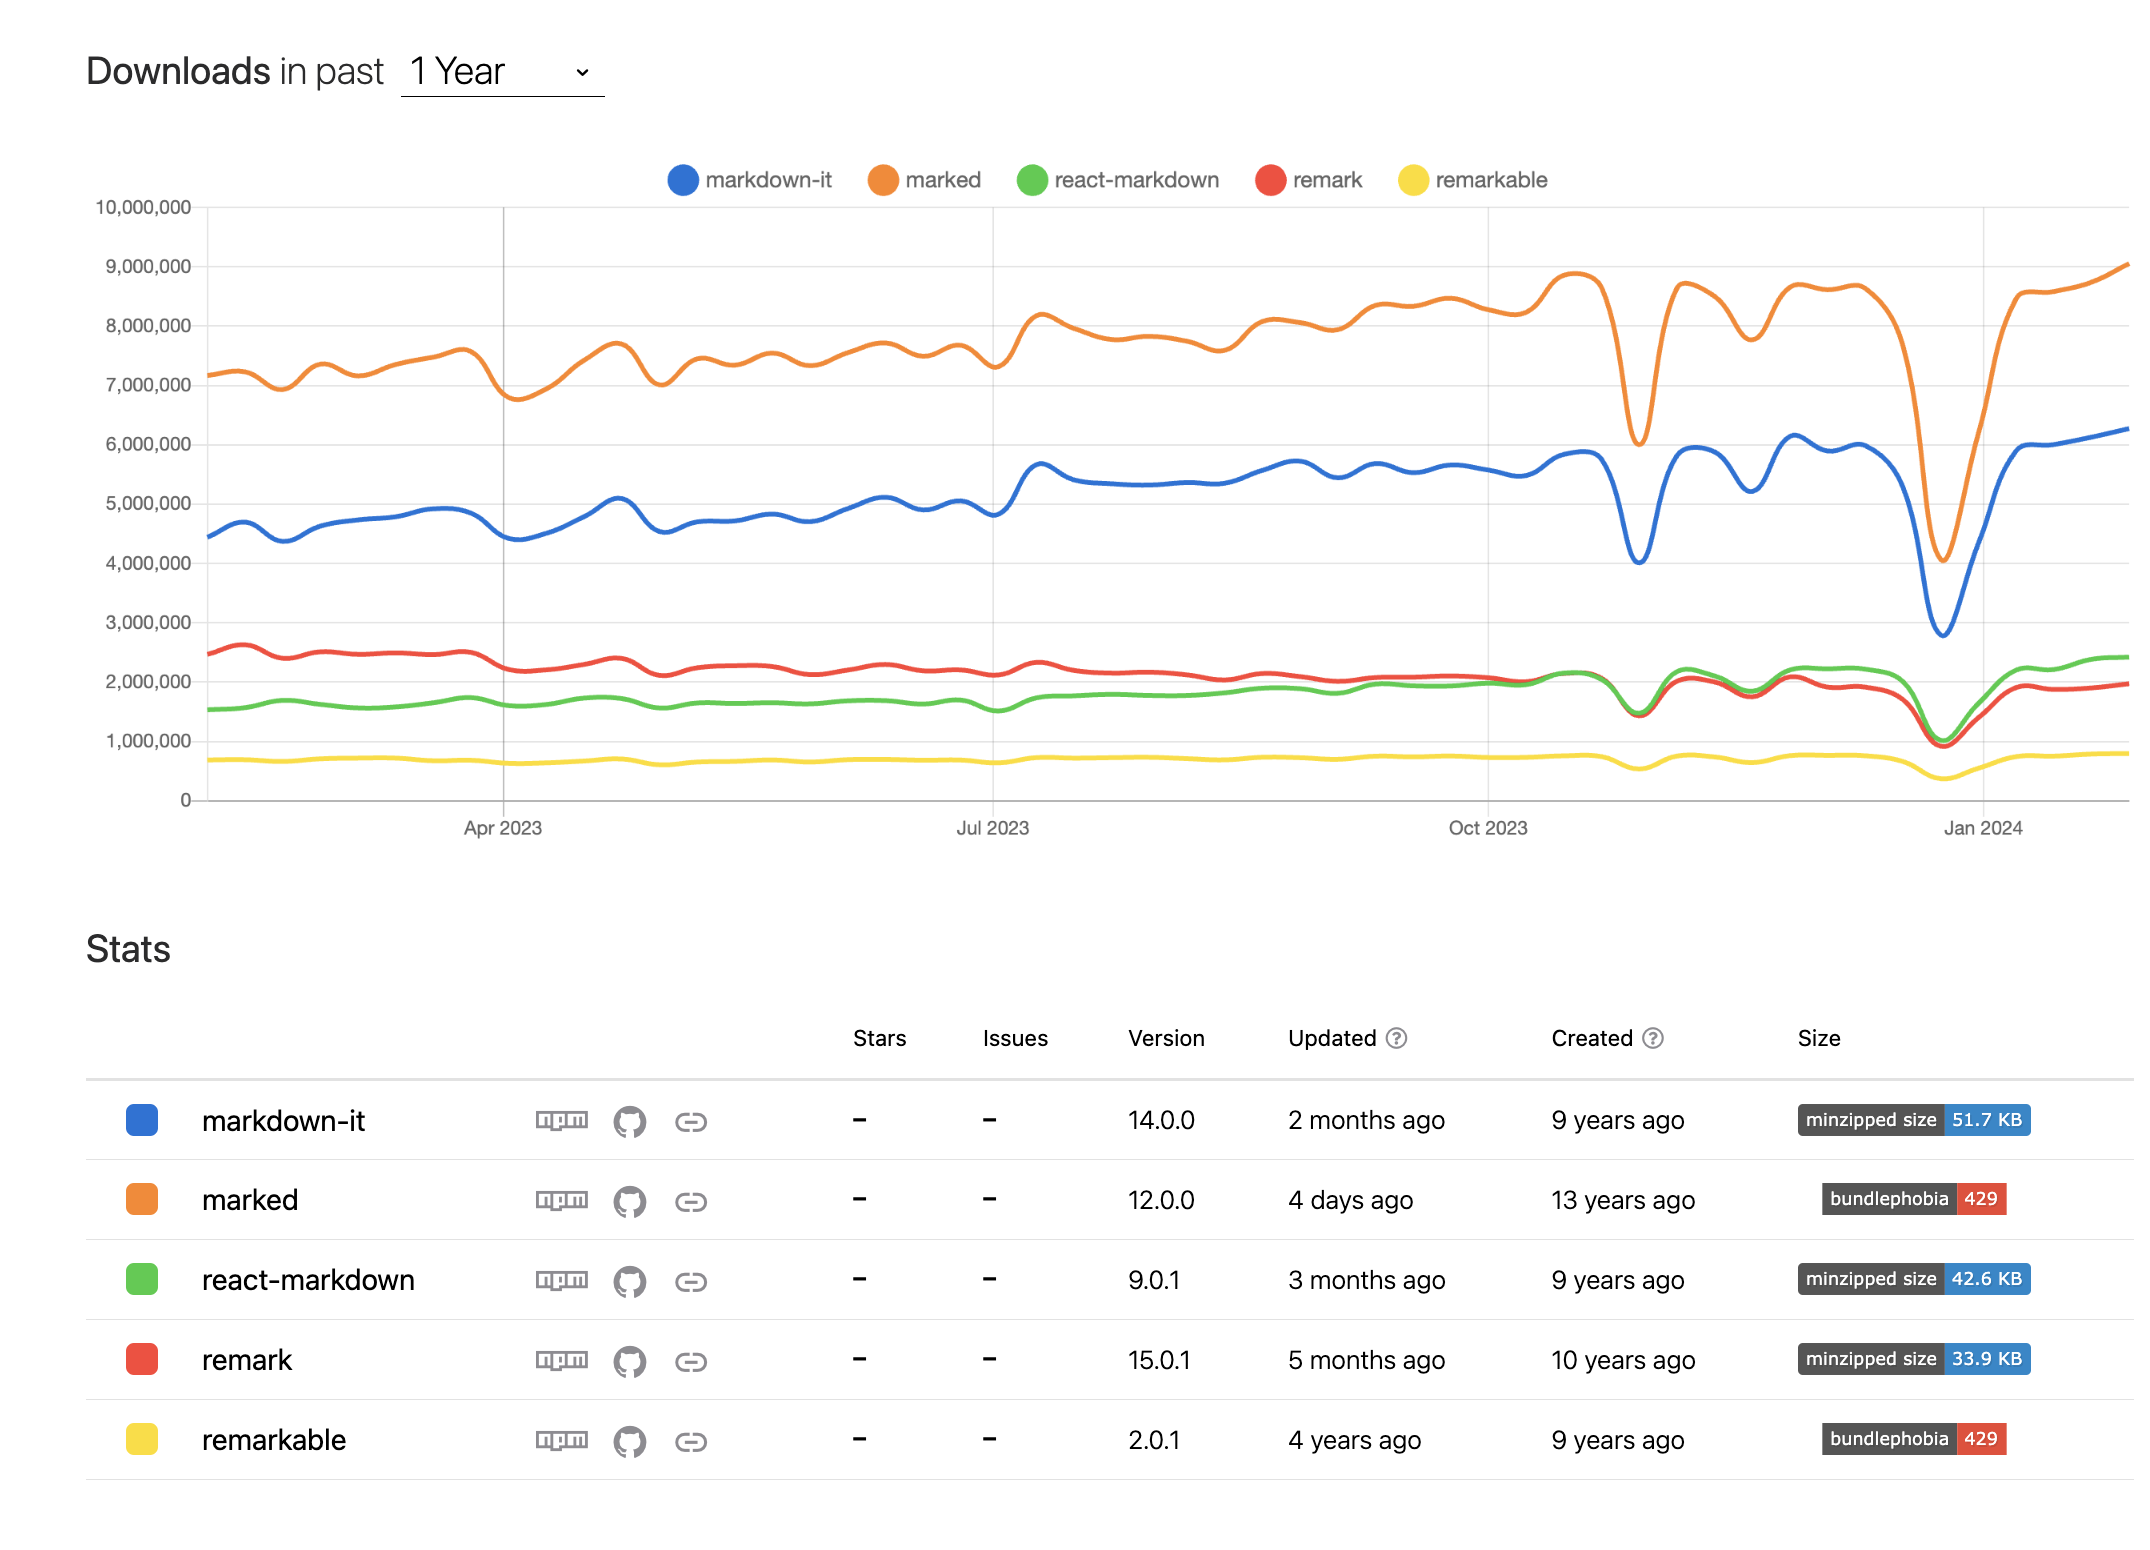 Downloads in past 1 Year
markdown-it marked react-markdown remark remarkable
10,000,000
9,000,000
8,000,000
7,000,000
6,000,000
5,000,000
4,000,000
3,000,000
2,000,000
1,000,000
0
Apr 2023 Jul 2023 Oct 2023 Jan 2024
Stats
Stars Issues Version Updated ? Created ? Size
markdown-it npm – – 14.0.0 2 months ago 9 years ago minzipped size 51.7 KB
marked npm – – 12.0.0 4 days ago 13 years ago bundlephobia 429
react-markdown npm – – 9.0.1 3 months ago 9 years ago minzipped size 42.6 KB
remark npm – – 15.0.1 5 months ago 10 years ago minzipped size 33.9 KB
remarkable npm – – 2.0.1 4 years ago 9 years ago bundlephobia 429